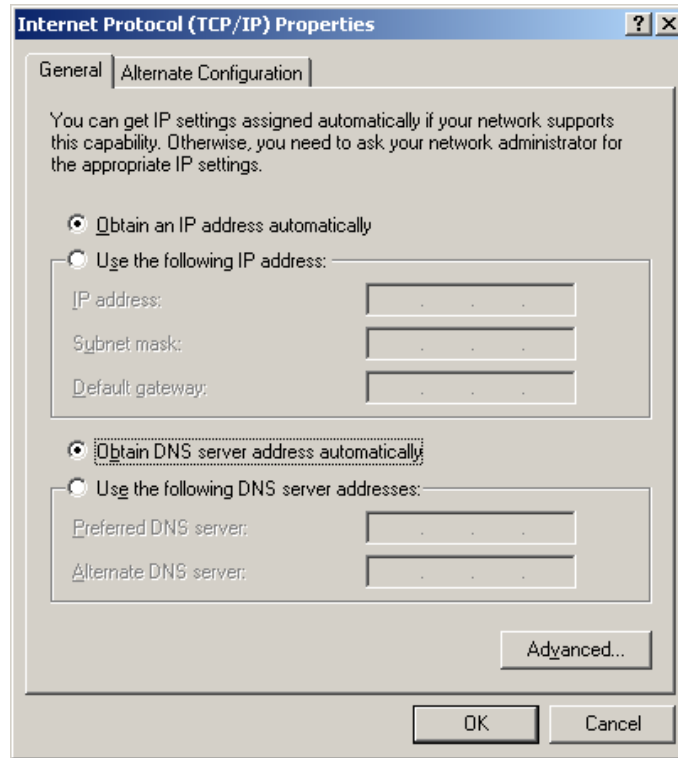 Internet Protocol (TCP/IP) Properties
General
Alternate Configuration
You can get IP settings assigned automatically if your network supports
this capability. Otherwise, you need to ask your network administrator for
the appropriate IP settings.
Obtain an IP address automatically
Use the following IP address:
IP address:
Subnet mask:
Default gateway:
Obtain DNS server address automatically
Use the following DNS server addresses:
Preferred DNS server:
Alternate DNS server:
Advanced...
OK
Cancel